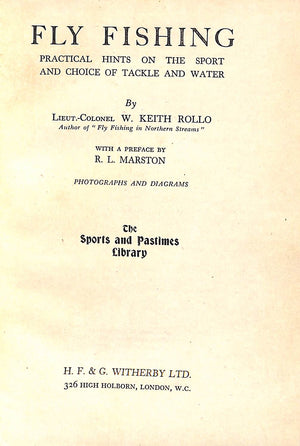 FLY FISHING
PRACTICAL HINTS ON THE SPORT
AND CHOICE OF TACKLE AND WATER
By
LIEUT.-COLONEL W. KEITH ROLLO
Author of "Fly Fishing in Northern Streams"
WITH A PREFACE BY
R. L. MARSTON
PHOTOGRAPHS AND DIAGRAMS
The
Sports and Pastimes
Library
H. F. & G. WITHERBY LTD.
326 HIGH HOLBORN, LONDON, W.C.